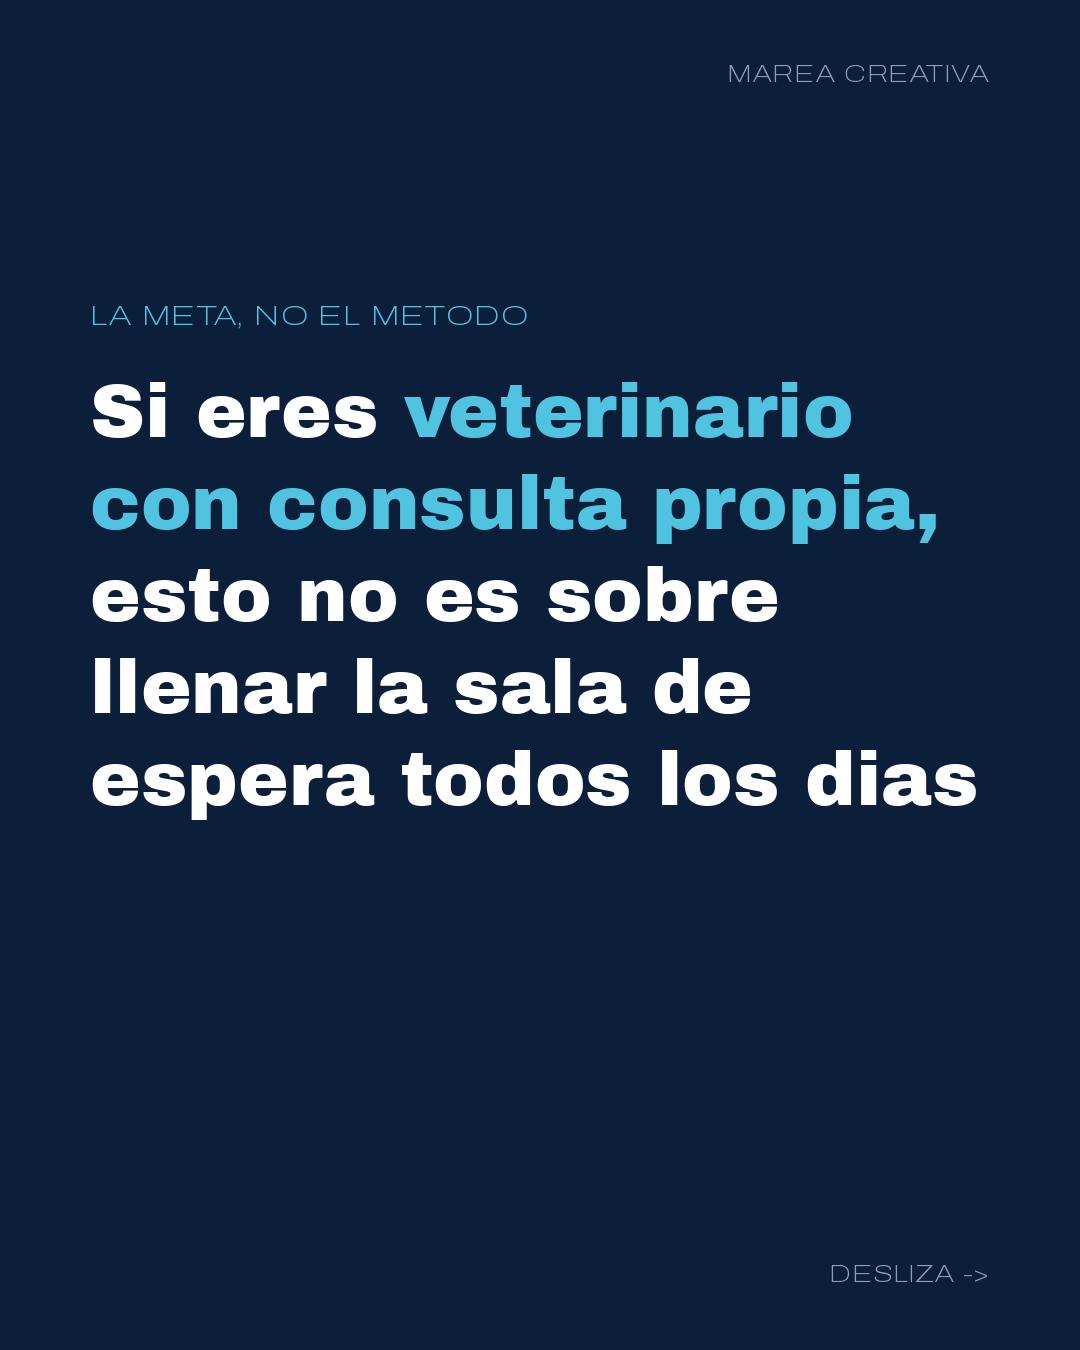 MAREA CREATIVA
LA META, NO EL METODO
Si eres veterinario
con consulta propia,
esto no es sobre
llenar la sala de
espera todos los dias
DESLIZA ->